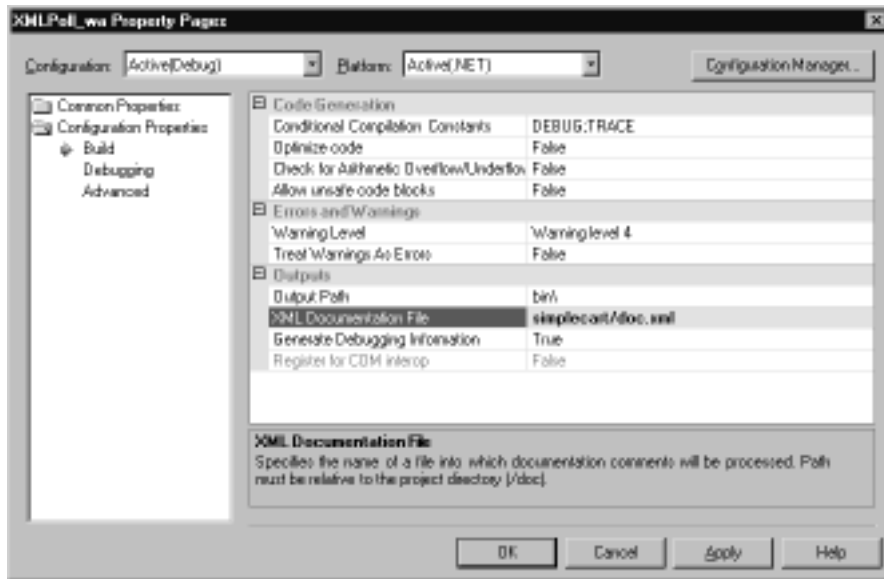 XMLPoll_wa Property Pages
Configuration: Active(Debug) Platform: Active(.NET) Configuration Manager...
Common Properties
Configuration Properties
Build
Debugging
Advanced
Code Generation
Conditional Compilation Constants DEBUG;TRACE
Optimize code False
Check for Arithmetic Overflow/Underflow False
Allow unsafe code blocks False
Errors and Warnings
Warning Level Warning level 4
Treat Warnings As Errors False
Outputs
Output Path bin\
XML Documentation File simplecart/doc.xml
Generate Debugging Information True
Register for COM interop False
XML Documentation File
Specifies the name of a file into which documentation comments will be processed. Path
must be relative to the project directory (/doc).
OK Cancel Apply Help